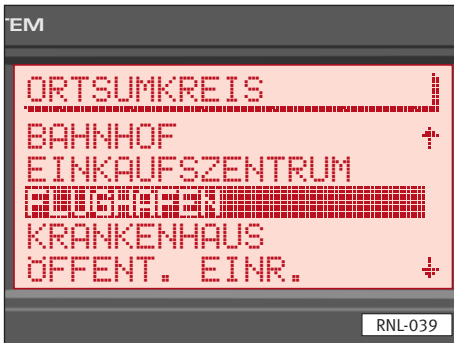 TEM
ORTSUMKREIS
BAHNHOF
EINKAUFSZENTRUM
FLUGHAFEN
KRANKENHAUS
ÖFFENT. EINR.
RNL-039